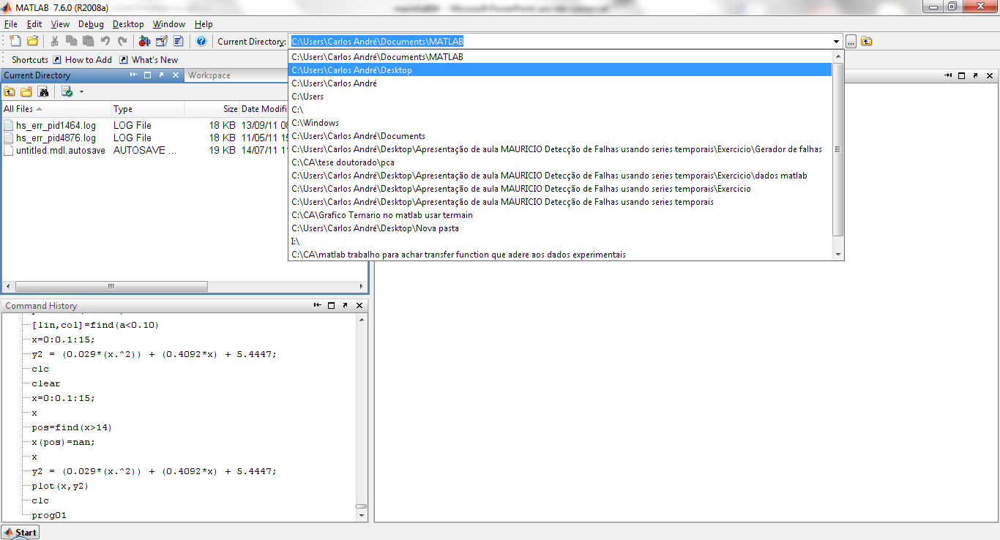 MATLAB 7.6.0 (R2008a)
File Edit View Debug Desktop Window Help
Current Directory: C:\Users\Carlos André\Documents\MATLAB
Shortcuts How to Add What's New
C:\Users\Carlos André\Documents\MATLAB
C:\Users\Carlos André\Desktop
C:\Users\Carlos André
C:\Users
C:\
C:\Windows
C:\Users\Carlos André\Documents
C:\Users\Carlos André\Desktop\Apresentação de aula MAURICIO Detecção de Falhas usando series temporais\Exercicio\Gerador de falhas
C:\CA\tese doutorado\pca
C:\Users\Carlos André\Desktop\Apresentação de aula MAURICIO Detecção de Falhas usando series temporais\Exercicio\dados matlab
C:\Users\Carlos André\Desktop\Apresentação de aula MAURICIO Detecção de Falhas usando series temporais\Exercicio
C:\Users\Carlos André\Desktop\Apresentação de aula MAURICIO Detecção de Falhas usando series temporais
C:\CA\Grafico Ternario no matlab usar termain
C:\Users\Carlos André\Desktop\Nova pasta
I:\
C:\CA\matlab trabalho para achar transfer function que adere aos dados experimentais
Current Directory Workspace
All Files Type Size Date Modifi
hs_err_pid1464.log LOG File 18 KB 13/09/11 08
hs_err_pid4876.log LOG File 18 KB 11/05/11 15
untitled.mdl.autosave AUTOSAVE ... 19 KB 14/07/11 11
Command History
[lin,col]=find(a<0.10)
x=0:0.1:15;
y2 = (0.029*(x.^2)) + (0.4092*x) + 5.4447;
clc
clear
x=0:0.1:15;
x
pos=find(x>14)
x(pos)=nan;
x
y2 = (0.029*(x.^2)) + (0.4092*x) + 5.4447;
plot(x,y2)
clc
prog01
Start